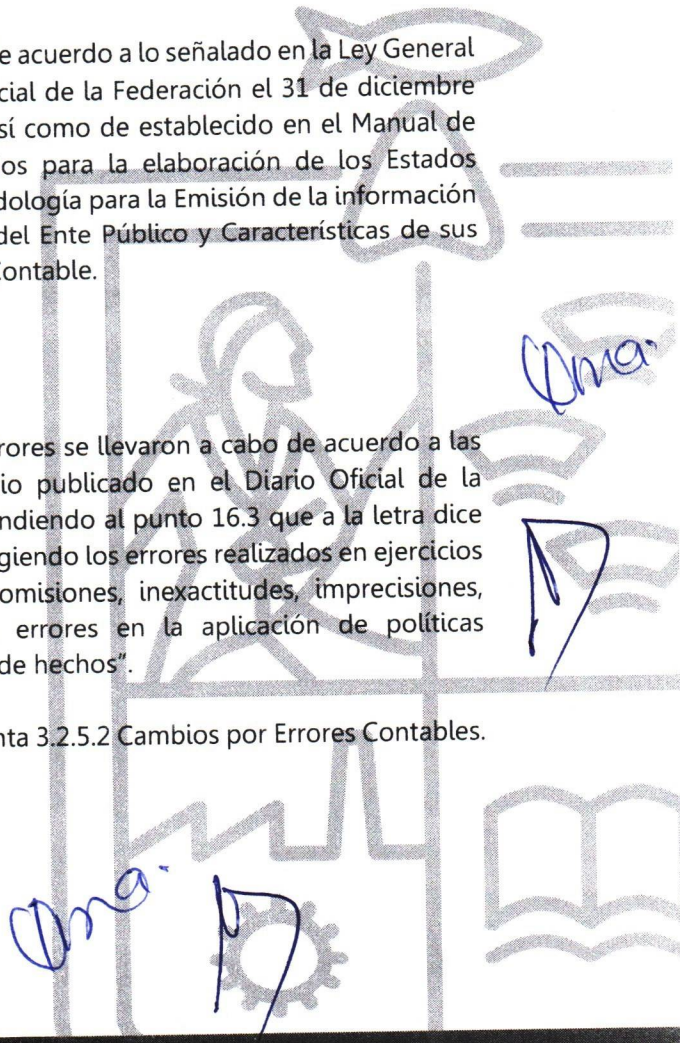 e acuerdo a lo señalado en la Ley General
cial de la Federación el 31 de diciembre
sí como de establecido en el Manual de
os para la elaboración de los Estados
dología para la Emisión de la información
del Ente Público y Características de sus
Contable.
Ana.
rores se llevaron a cabo de acuerdo a las
io publicado en el Diario Oficial de la
ndiendo al punto 16.3 que a la letra dice
giendo los errores realizados en ejercicios
omisiones, inexactitudes, imprecisiones,
errores en la aplicación de políticas
de hechos”.
nta 3.2.5.2 Cambios por Errores Contables.
Ana.